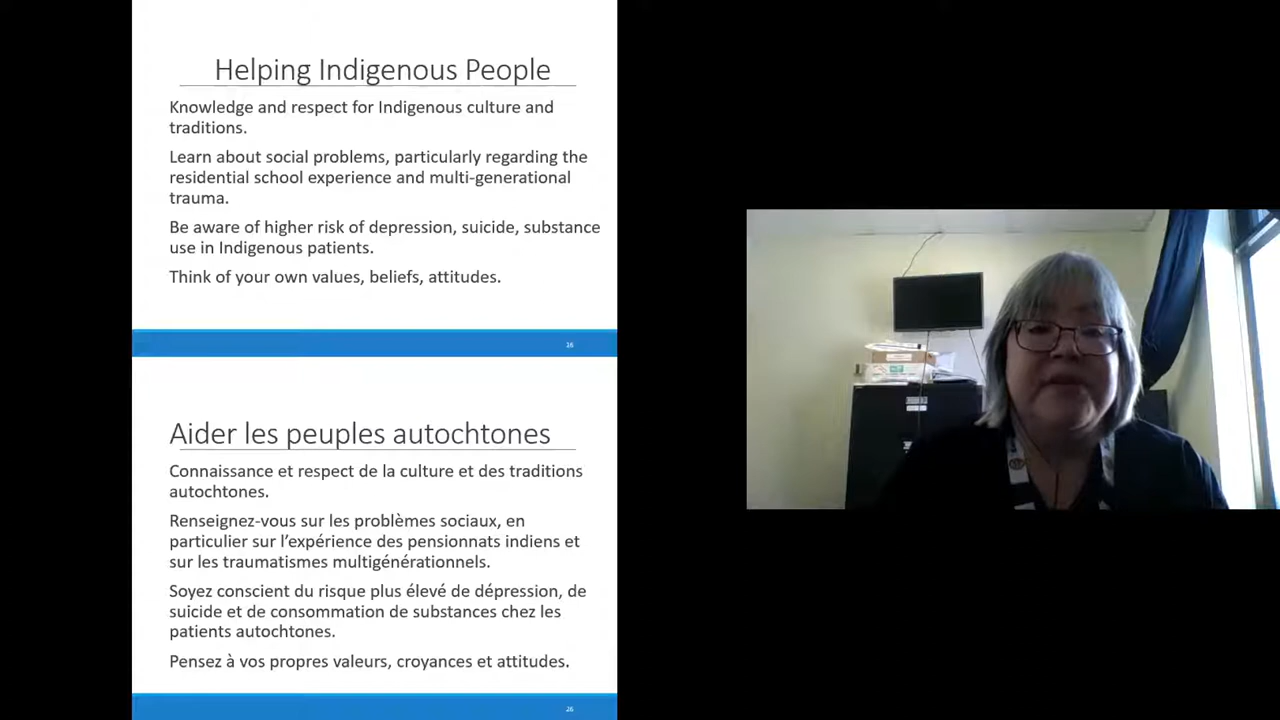 Helping Indigenous People
Knowledge and respect for Indigenous culture and
traditions.
Learn about social problems, particularly regarding the
residential school experience and multi-generational
trauma.
Be aware of higher risk of depression, suicide, substance
use in Indigenous patients.
Think of your own values, beliefs, attitudes.
26
Aider les peuples autochtones
Connaissance et respect de la culture et des traditions
autochtones.
Renseignez-vous sur les problèmes sociaux, en
particulier sur l’expérience des pensionnats indiens et
sur les traumatismes multigénérationnels.
Soyez conscient du risque plus élevé de dépression, de
suicide et de consommation de substances chez les
patients autochtones.
Pensez à vos propres valeurs, croyances et attitudes.
26